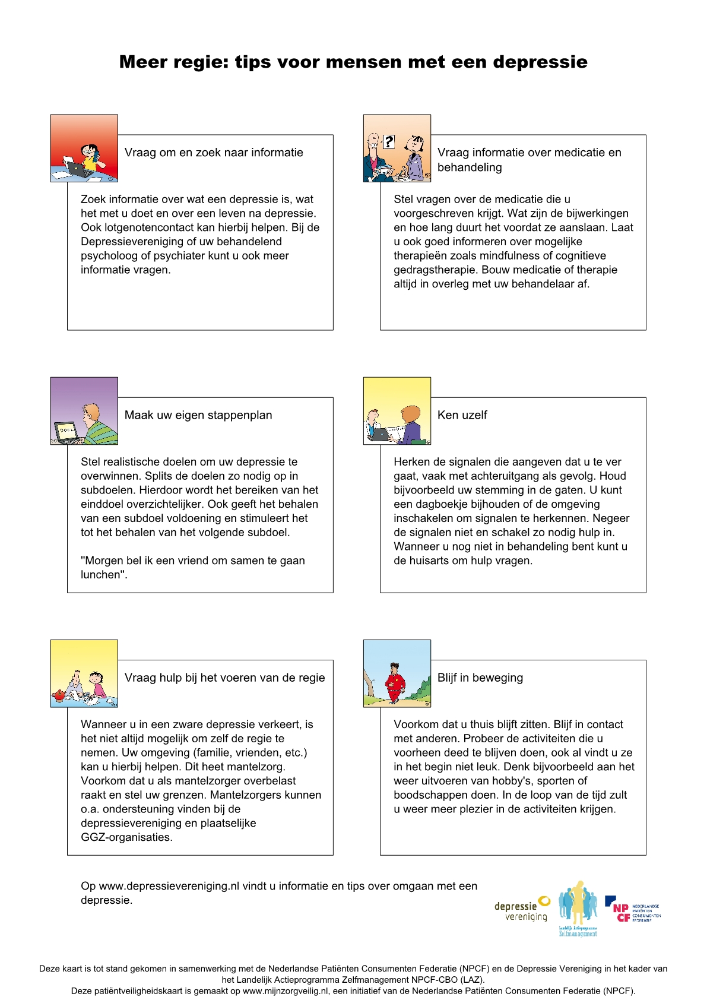 Meer regie: tips voor mensen met een depressie
Vraag om en zoek naar informatie
Zoek informatie over wat een depressie is, wat
het met u doet en over een leven na depressie.
Ook lotgenotencontact kan hierbij helpen. Bij de
Depressievereniging of uw behandelend
psycholoog of psychiater kunt u ook meer
informatie vragen.
?
Vraag informatie over medicatie en
behandeling
Stel vragen over de medicatie die u
voorgeschreven krijgt. Wat zijn de bijwerkingen
en hoe lang duurt het voordat ze aanslaan. Laat
u ook goed informeren over mogelijke
therapieën zoals mindfulness of cognitieve
gedragstherapie. Bouw medicatie of therapie
altijd in overleg met uw behandelaar af.
DOEL
Maak uw eigen stappenplan
Stel realistische doelen om uw depressie te
overwinnen. Splits de doelen zo nodig op in
subdoelen. Hierdoor wordt het bereiken van het
einddoel overzichtelijker. Ook geeft het behalen
van een subdoel voldoening en stimuleert het
tot het behalen van het volgende subdoel.
"Morgen bel ik een vriend om samen te gaan
lunchen".
Ken uzelf
Herken de signalen die aangeven dat u te ver
gaat, vaak met achteruitgang als gevolg. Houd
bijvoorbeeld uw stemming in de gaten. U kunt
een dagboekje bijhouden of de omgeving
inschakelen om signalen te herkennen. Negeer
de signalen niet en schakel zo nodig hulp in.
Wanneer u nog niet in behandeling bent kunt u
de huisarts om hulp vragen.
Vraag hulp bij het voeren van de regie
Wanneer u in een zware depressie verkeert, is
het niet altijd mogelijk om zelf de regie te
nemen. Uw omgeving (familie, vrienden, etc.)
kan u hierbij helpen. Dit heet mantelzorg.
Voorkom dat u als mantelzorger overbelast
raakt en stel uw grenzen. Mantelzorgers kunnen
o.a. ondersteuning vinden bij de
depressievereniging en plaatselijke
GGZ-organisaties.
Blijf in beweging
Voorkom dat u thuis blijft zitten. Blijf in contact
met anderen. Probeer de activiteiten die u
voorheen deed te blijven doen, ook al vindt u ze
in het begin niet leuk. Denk bijvoorbeeld aan het
weer uitvoeren van hobby's, sporten of
boodschappen doen. In de loop van de tijd zult
u weer meer plezier in de activiteiten krijgen.
Op www.depressievereniging.nl vindt u informatie en tips over omgaan met een
depressie.
depressie
vereniging
Landelijk Actieprogramma
Zelfmanagement
NP
CF
NEDERLANDSE
PATIËNTEN
CONSUMENTEN
FEDERATIE
Deze kaart is tot stand gekomen in samenwerking met de Nederlandse Patiënten Consumenten Federatie (NPCF) en de Depressie Vereniging in het kader van
het Landelijk Actieprogramma Zelfmanagement NPCF-CBO (LAZ).
Deze patiëntveiligheidskaart is gemaakt op www.mijnzorgveilig.nl, een initiatief van de Nederlandse Patiënten Consumenten Federatie (NPCF).